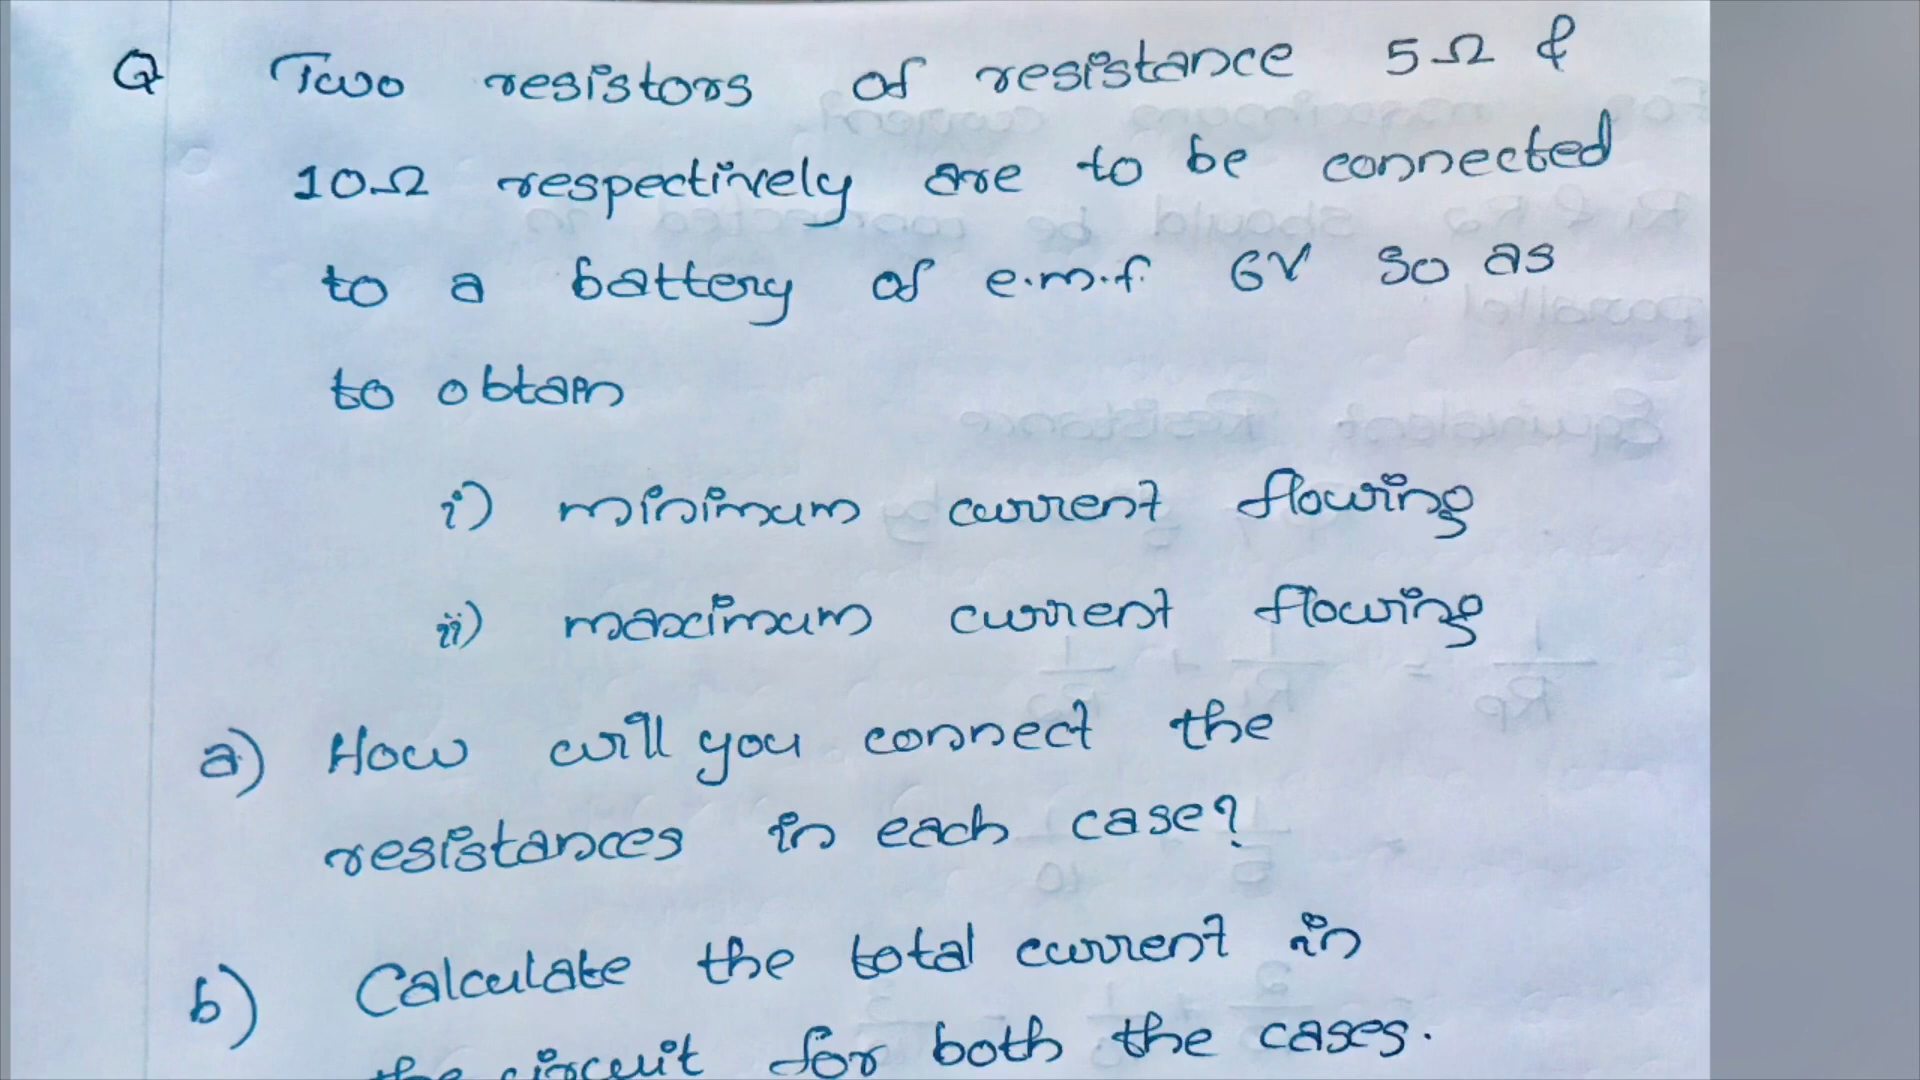 Q Two resistors of resistance 5Ω &
10Ω respectively are to be connected
to a battery of e.m.f. 6V so as
to obtain
i) minimum current flowing
ii) maximum current flowing
a) How will you connect the
resistances in each case?
b) Calculate the total current in
the circuit for both the cases.